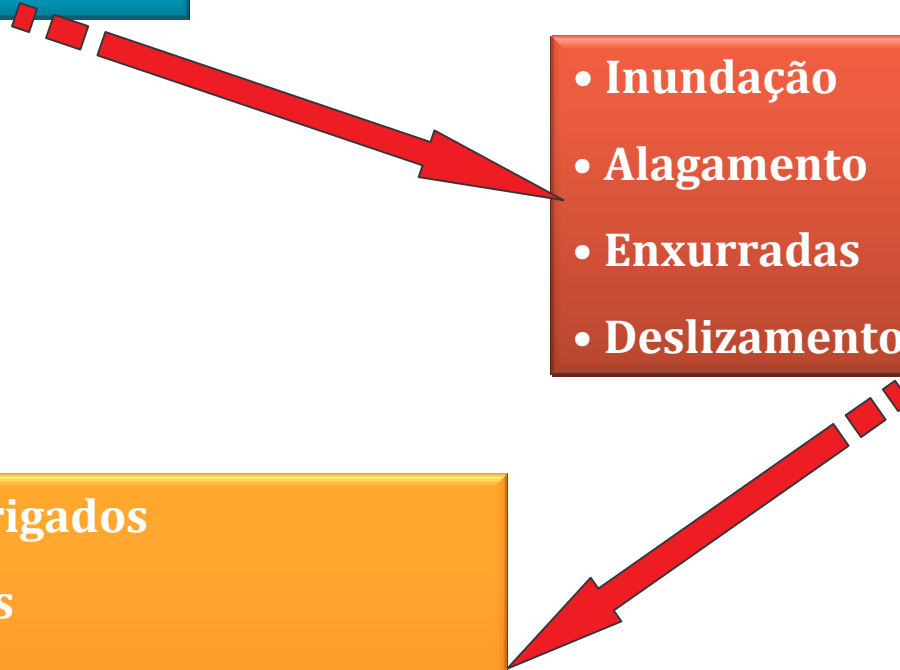 • Inundação
• Alagamento
• Enxurradas
• Deslizamento
rigados
s